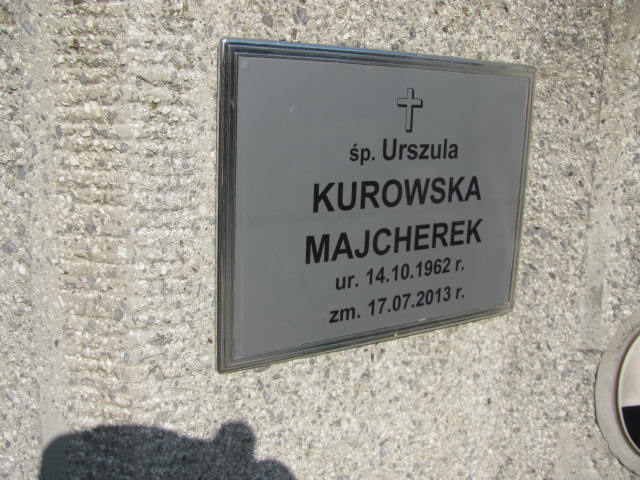 śp. Urszula
KUROWSKA
MAJCHEREK
ur. 14.10.1962 r.
zm. 17.07.2013 r.